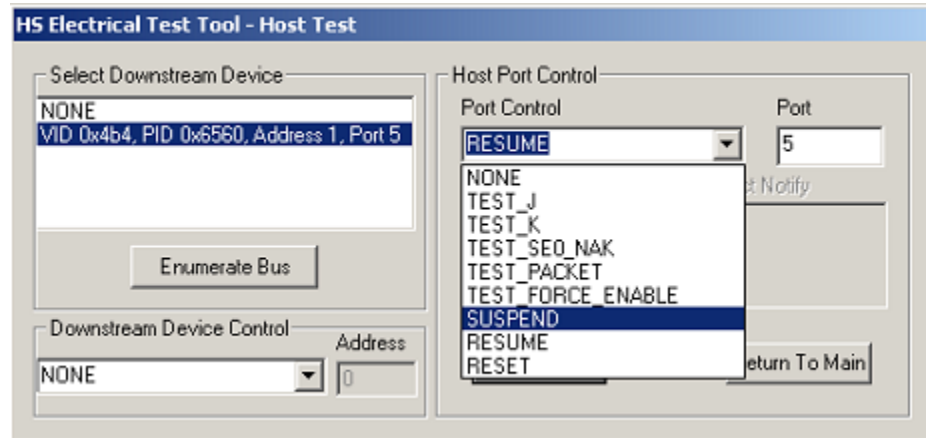 HS Electrical Test Tool - Host Test
Select Downstream Device
NONE
VID 0x4b4, PID 0x6560, Address 1, Port 5
Enumerate Bus
Downstream Device Control
Address
NONE
0
Host Port Control
Port Control
Port
RESUME
5
NONE
TEST_J
TEST_K
TEST_SE0_NAK
TEST_PACKET
TEST_FORCE_ENABLE
SUSPEND
RESUME
RESET
Notify
To Main